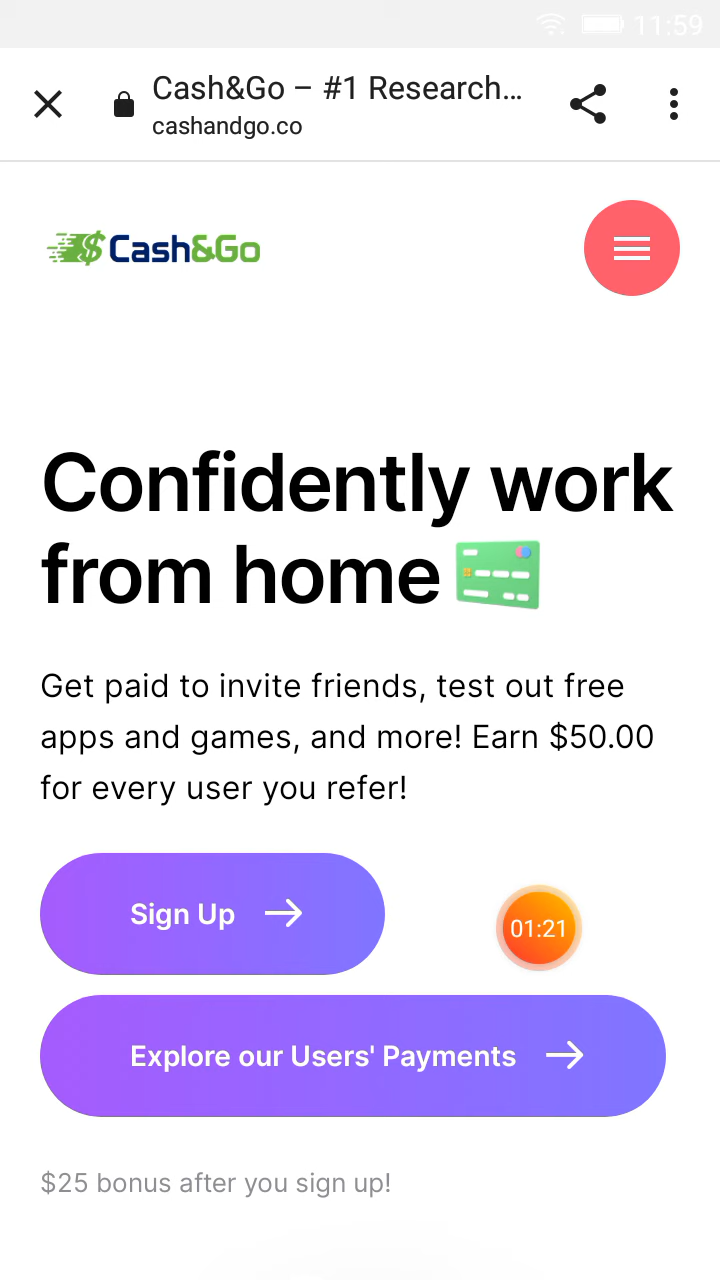 11:59
Cash&Go – #1 Research...
cashandgo.co
Cash&Go
Confidently work
from home
Get paid to invite friends, test out free
apps and games, and more! Earn $50.00
for every user you refer!
Sign Up
01:21
Explore our Users' Payments
$25 bonus after you sign up!